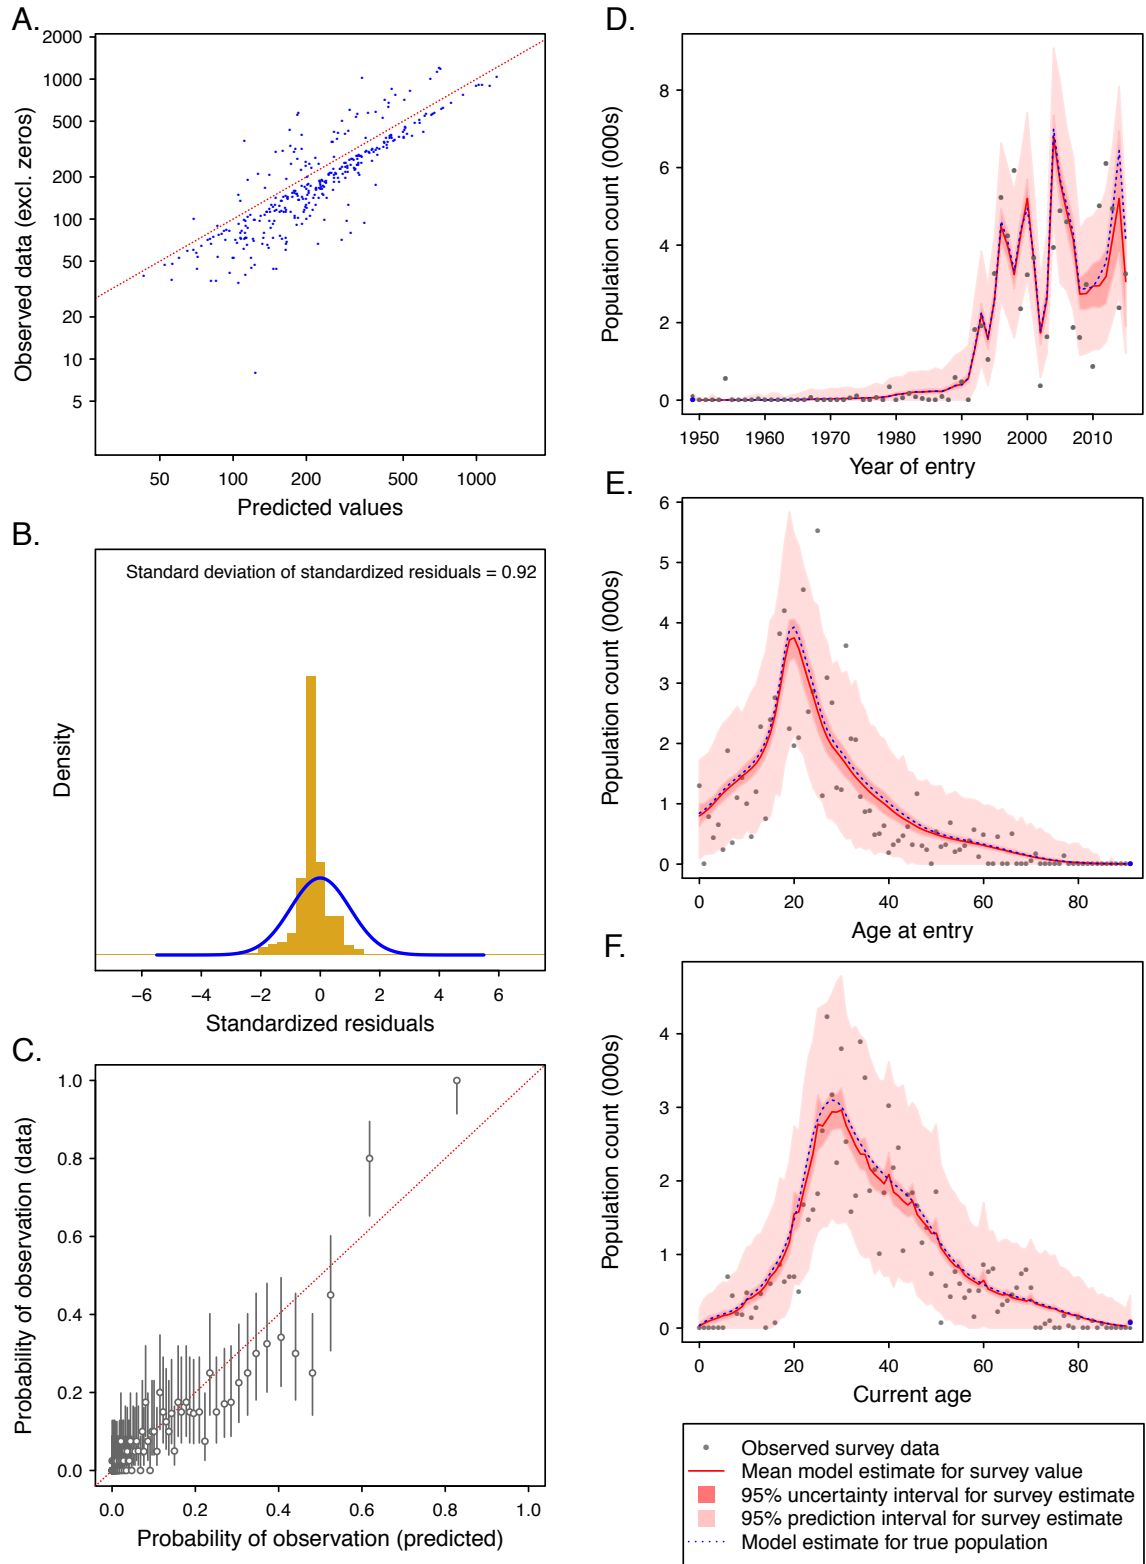 A.
2000
1000
500
200
100
50
20
10
5
Observed data (excl. zeros)
50 100 200 500 1000
Predicted values
B.
Standard deviation of standardized residuals = 0.92
Density
−6 −4 −2 0 2 4 6
Standardized residuals
C.
1.0
0.8
0.6
0.4
0.2
0.0
Probability of observation (data)
0.0 0.2 0.4 0.6 0.8 1.0
Probability of observation (predicted)
D.
8
6
4
2
0
Population count (000s)
1950 1960 1970 1980 1990 2000 2010
Year of entry
E.
6
5
4
3
2
1
0
Population count (000s)
0 20 40 60 80
Age at entry
F.
4
3
2
1
0
Population count (000s)
0 20 40 60 80
Current age
Observed survey data
Mean model estimate for survey value
95% uncertainty interval for survey estimate
95% prediction interval for survey estimate
Model estimate for true population